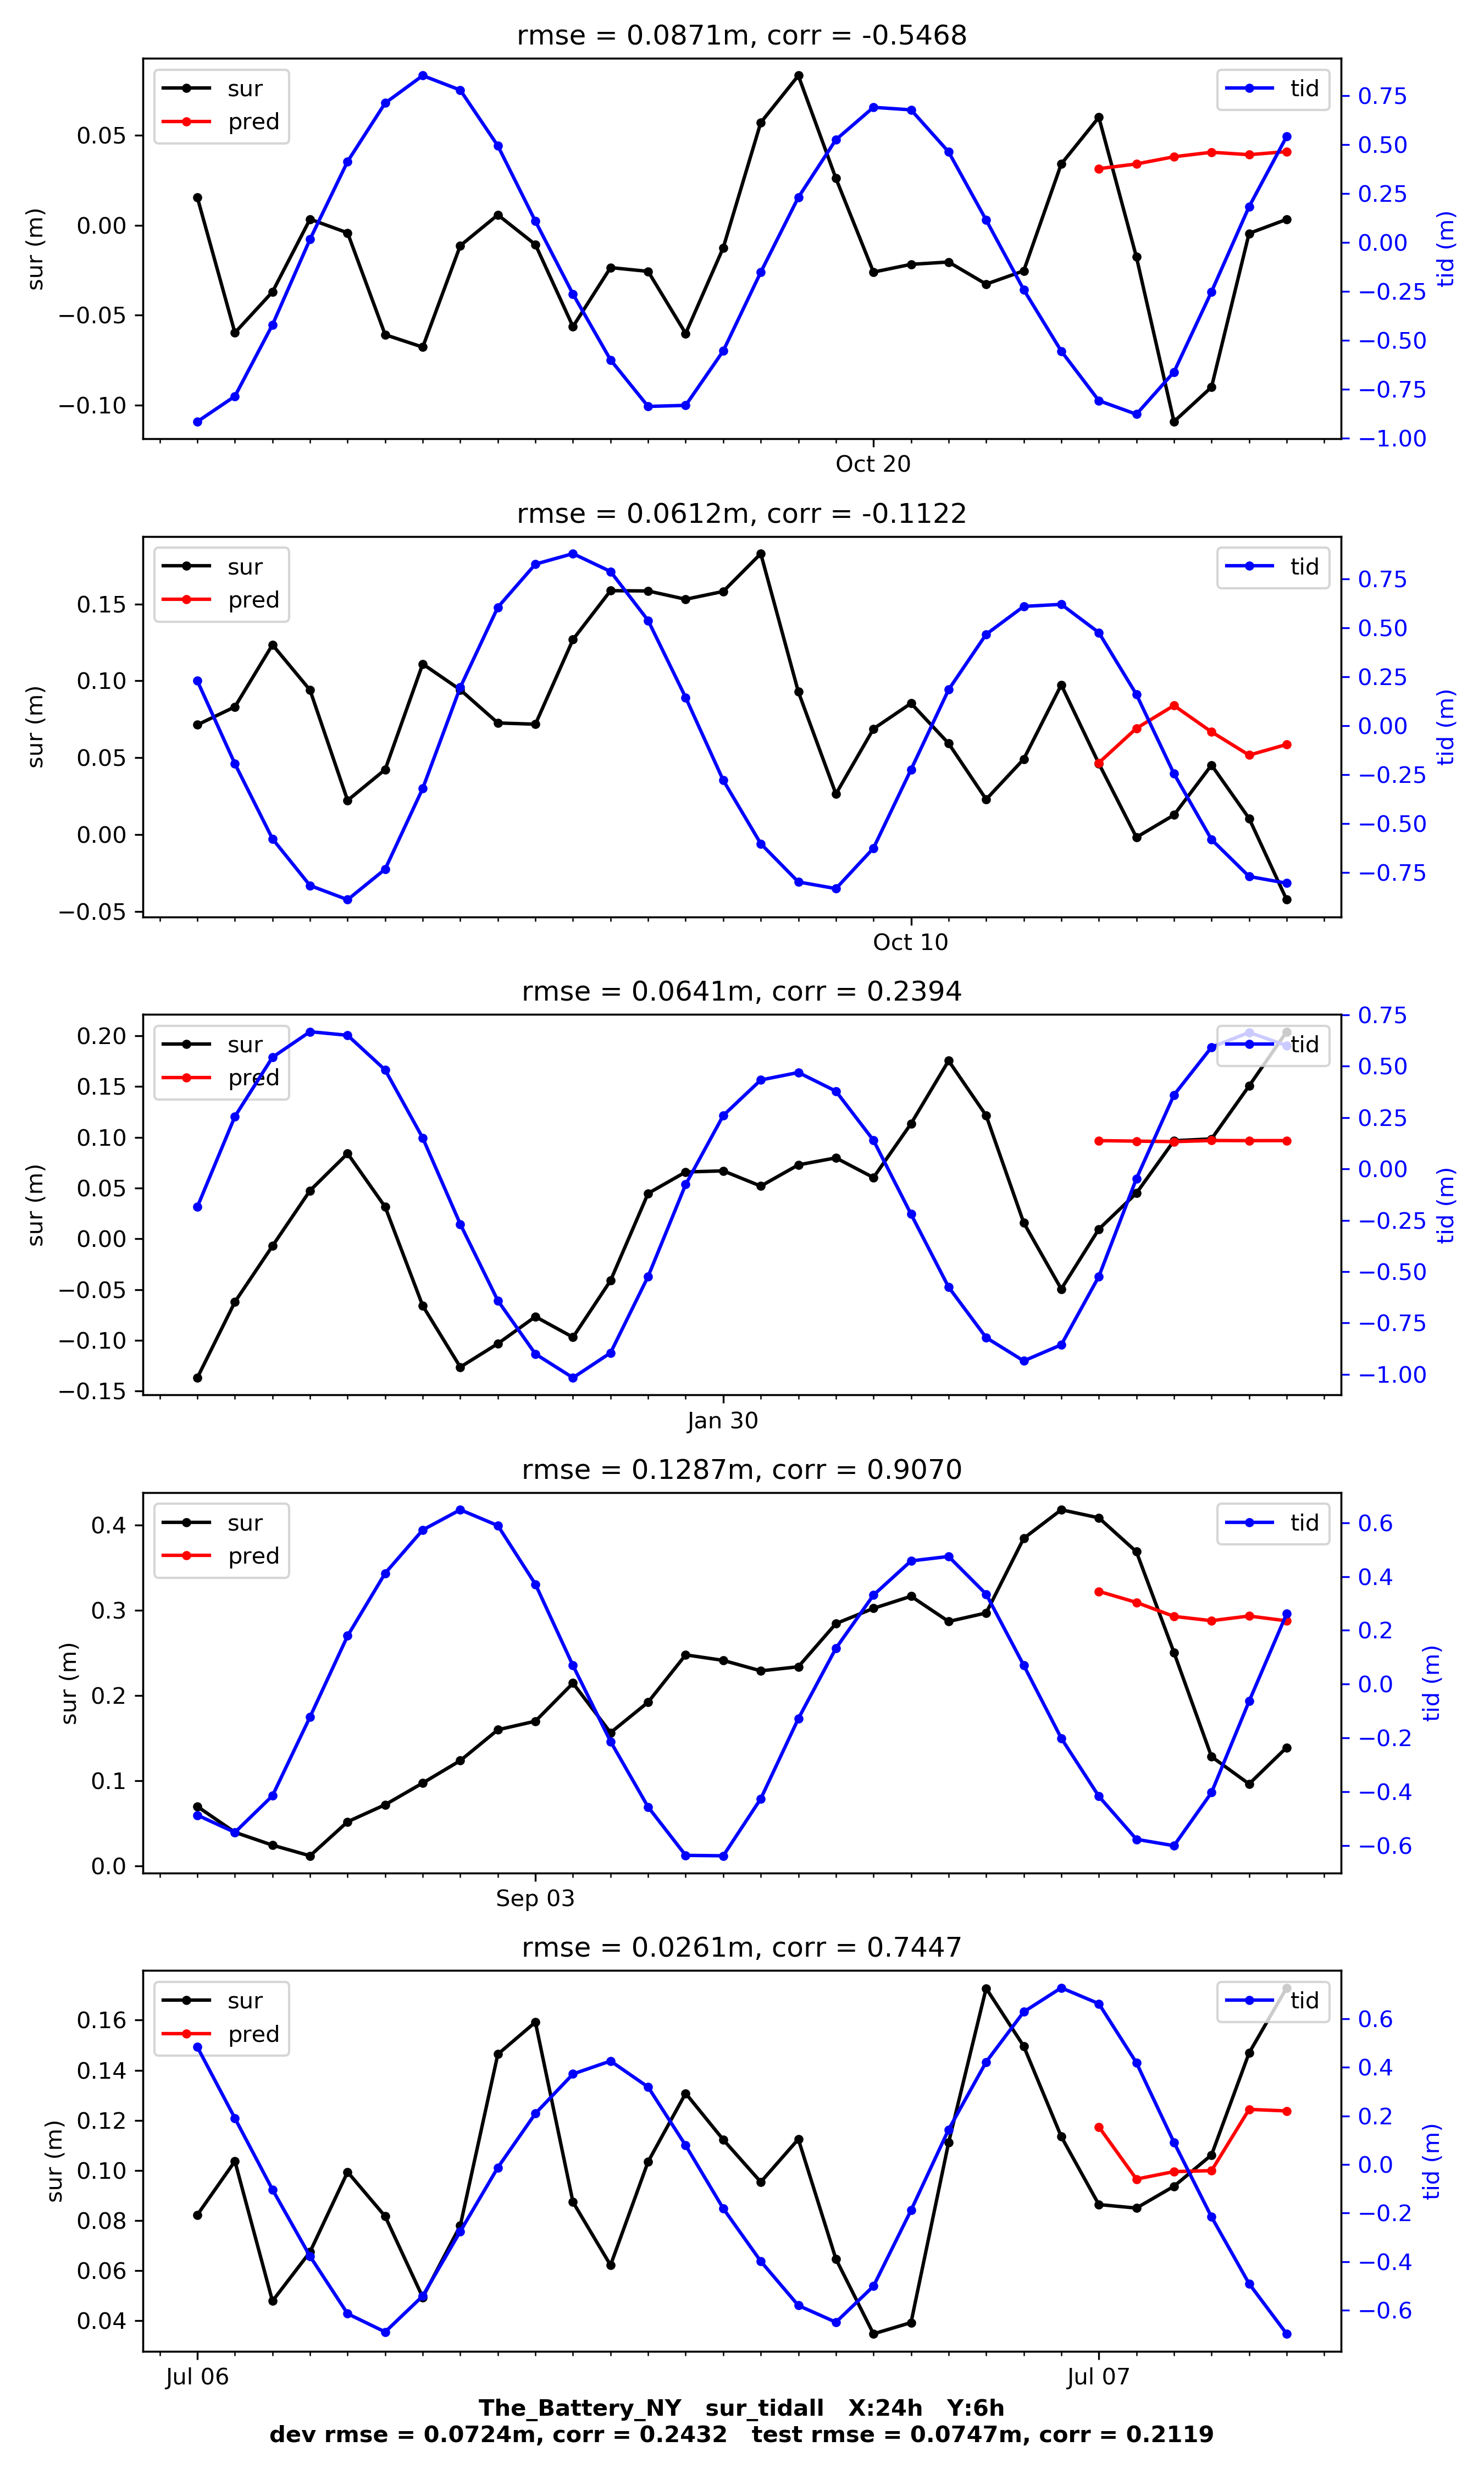 rmse = 0.0871m, corr = -0.5468
sur
pred
tid
0.05
0.00
−0.05
−0.10
sur (m)
0.75
0.50
0.25
0.00
−0.25
−0.50
−0.75
−1.00
tid (m)
Oct 20
rmse = 0.0612m, corr = -0.1122
sur
pred
tid
0.15
0.10
0.05
0.00
−0.05
sur (m)
0.75
0.50
0.25
0.00
−0.25
−0.50
−0.75
tid (m)
Oct 10
rmse = 0.0641m, corr = 0.2394
sur
pred
tid
0.20
0.15
0.10
0.05
0.00
−0.05
−0.10
−0.15
sur (m)
0.75
0.50
0.25
0.00
−0.25
−0.50
−0.75
−1.00
tid (m)
Jan 30
rmse = 0.1287m, corr = 0.9070
sur
pred
tid
0.4
0.3
0.2
0.1
0.0
sur (m)
0.6
0.4
0.2
0.0
−0.2
−0.4
−0.6
tid (m)
Sep 03
rmse = 0.0261m, corr = 0.7447
sur
pred
tid
0.16
0.14
0.12
0.10
0.08
0.06
0.04
sur (m)
0.6
0.4
0.2
0.0
−0.2
−0.4
−0.6
tid (m)
Jul 06
Jul 07
The_Battery_NY sur_tidall X:24h Y:6h
dev rmse = 0.0724m, corr = 0.2432 test rmse = 0.0747m, corr = 0.2119